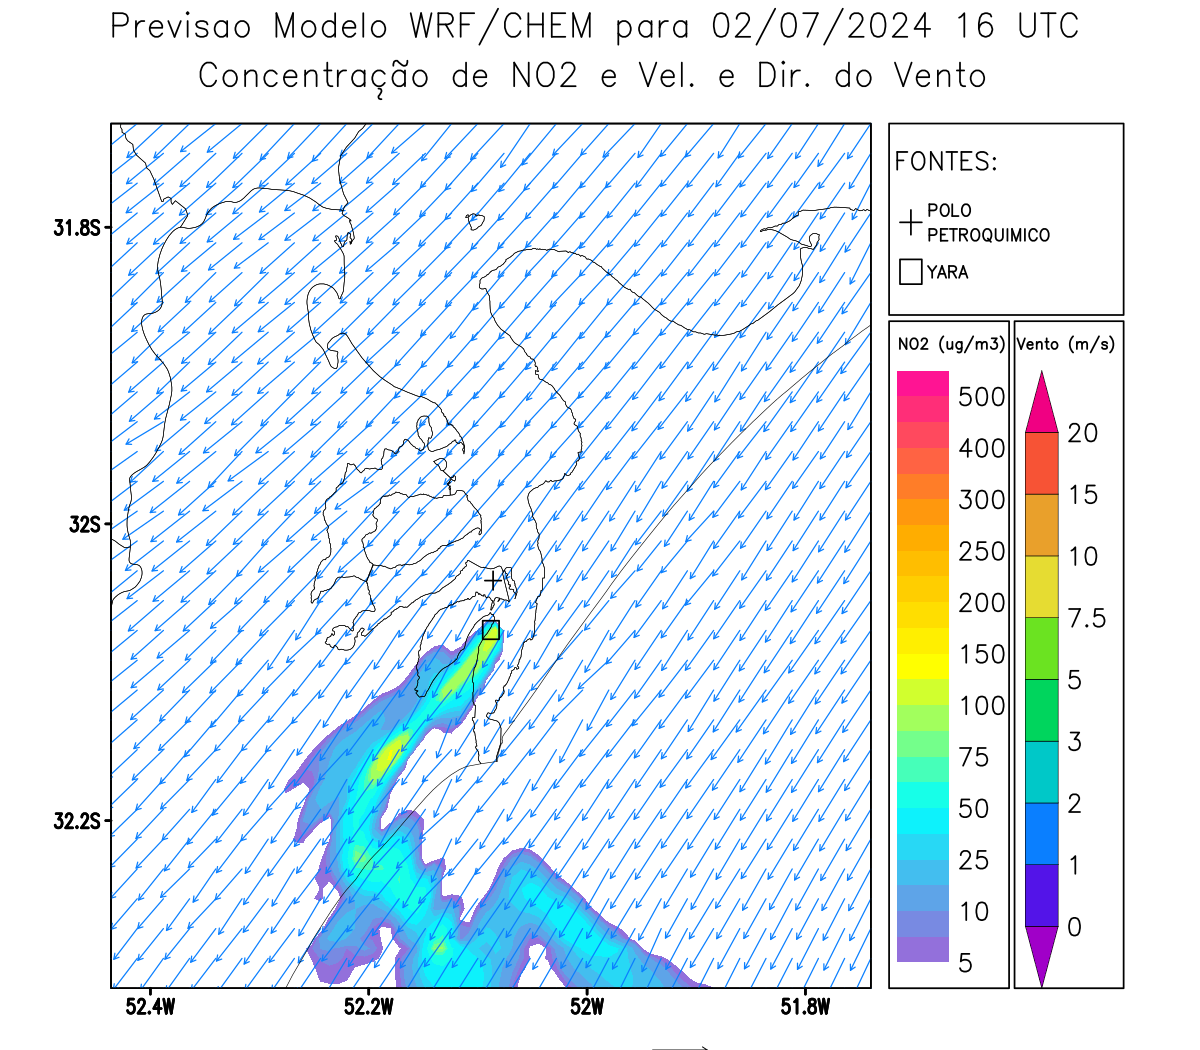 Previsao Modelo WRF/CHEM para 02/07/2024 16 UTC
Concentração de NO2 e Vel. e Dir. do Vento
FONTES:
POLO
PETROQUIMICO
YARA
NO2 (ug/m3)
500
400
300
250
200
150
100
75
50
25
10
5
Vento (m/s)
20
15
10
7.5
5
3
2
1
0
31.8S
32S
32.2S
52.4W
52.2W
52W
51.8W